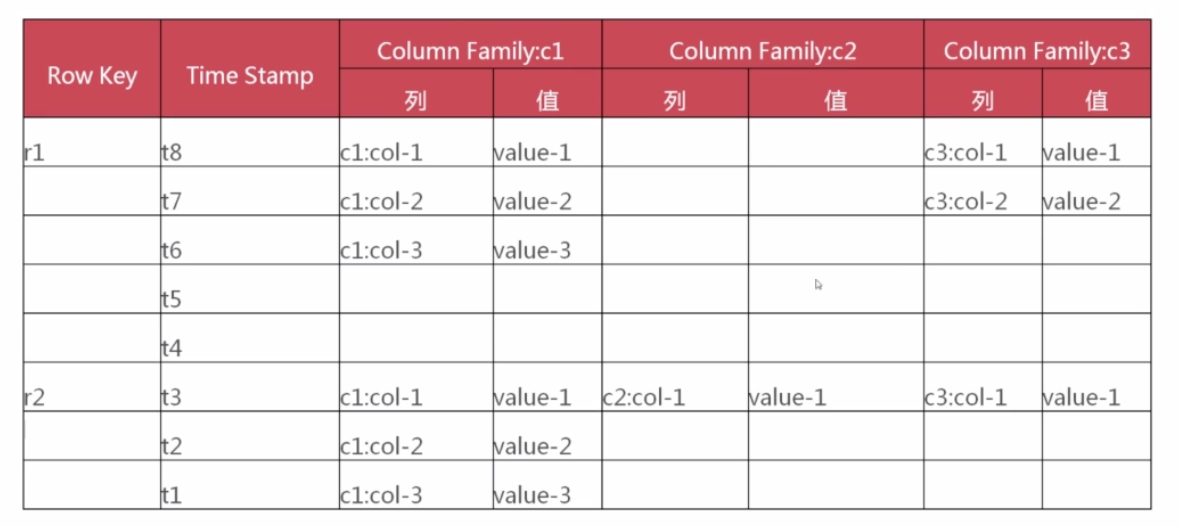 Row Key Time Stamp Column Family:c1 Column Family:c2 Column Family:c3
列 值 列 值 列 值
r1 t8 c1:col-1 value-1 c3:col-1 value-1
t7 c1:col-2 value-2 c3:col-2 value-2
t6 c1:col-3 value-3
t5
t4
r2 t3 c1:col-1 value-1 c2:col-1 value-1 c3:col-1 value-1
t2 c1:col-2 value-2
t1 c1:col-3 value-3